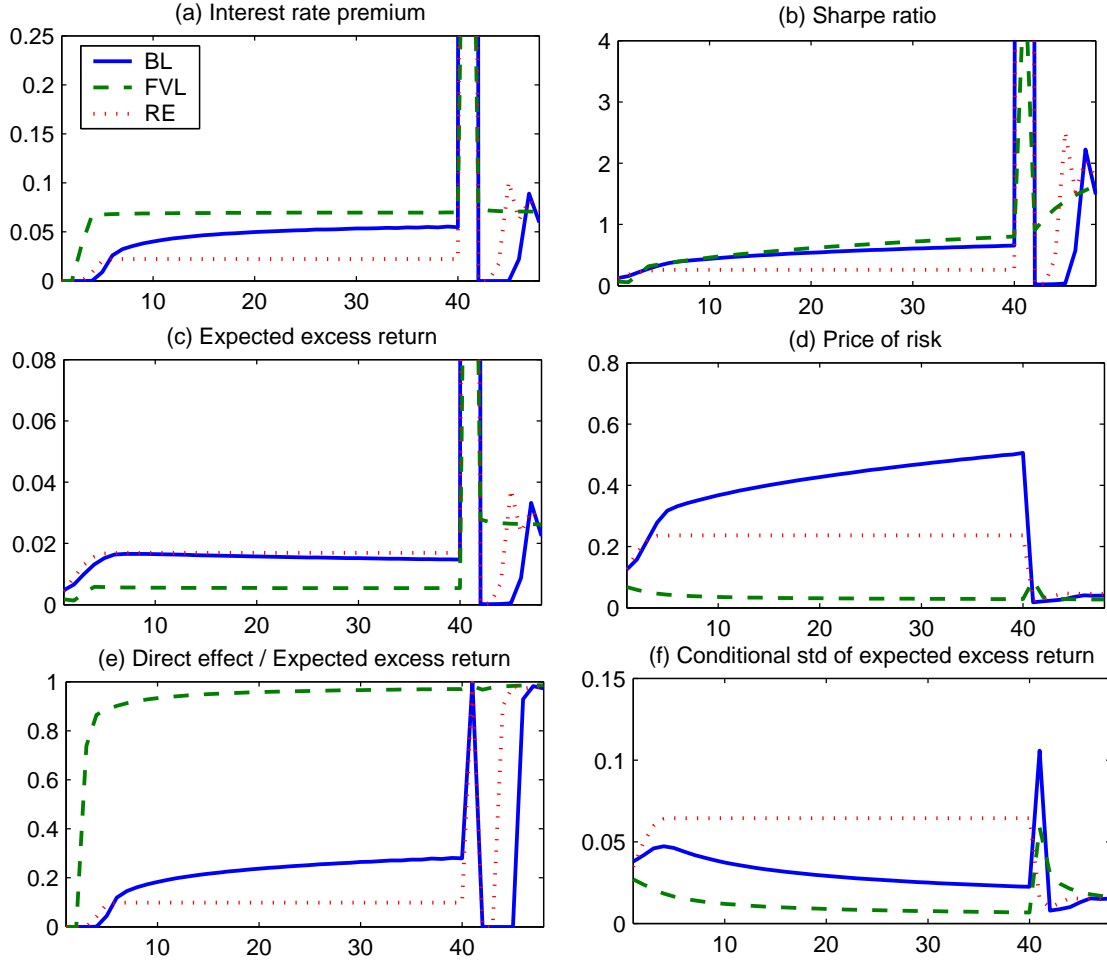 (a) Interest rate premium
0.25
0.2
0.15
0.1
0.05
0
10 20 30 40
BL
FVL
RE
(b) Sharpe ratio
4
3
2
1
0
10 20 30 40
(c) Expected excess return
0.08
0.06
0.04
0.02
0
10 20 30 40
(d) Price of risk
0.8
0.6
0.4
0.2
0
10 20 30 40
(e) Direct effect / Expected excess return
1
0.8
0.6
0.4
0.2
0
10 20 30 40
(f) Conditional std of expected excess return
0.15
0.1
0.05
0
10 20 30 40